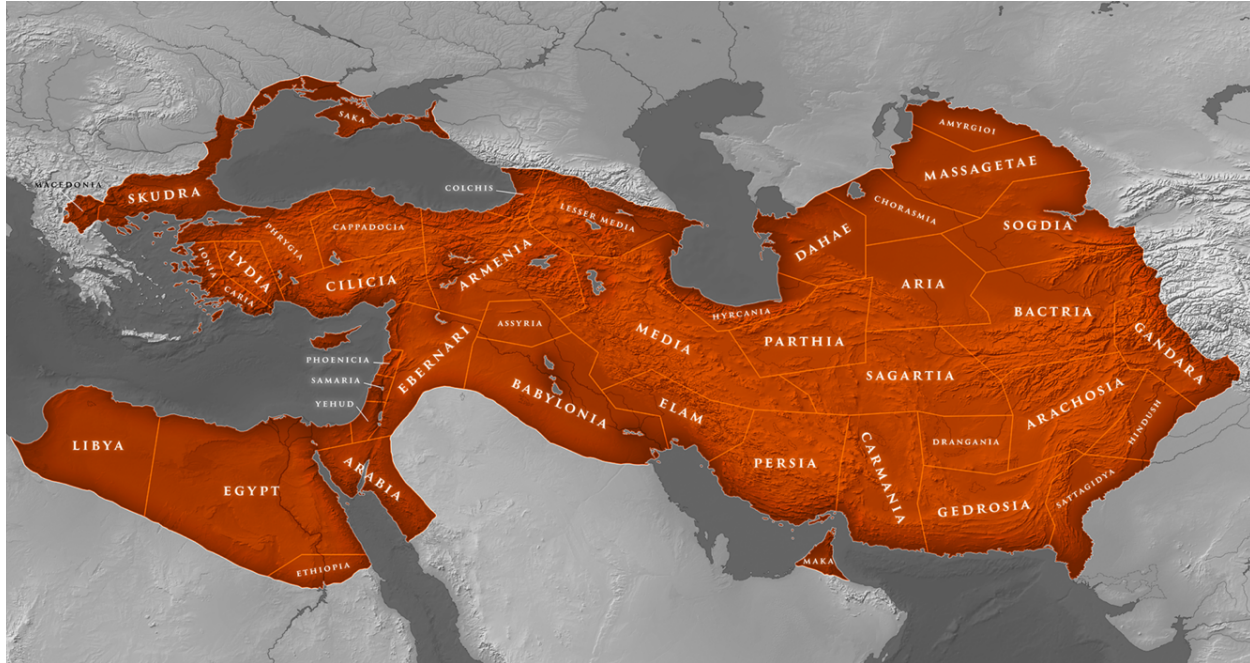 SAKA
AMYRGIOI
MASSAGETAE
MACEDONIA
SKUDRA
COLCHIS
LESSER MEDIA
CHORASMIA
SOGDIA
CAPPADOCIA
PHRYGIA
DAHAE
IONIA
LYDIA
CARIA
CILICIA
ARMENIA
ARIA
HYRCANIA
BACTRIA
ASSYRIA
MEDIA
PARTHIA
GANDARA
PHOENICIA
SAMARIA
YEHUD
EBERNARI
SAGARTIA
BABYLONIA
ELAM
ARACHOSIA
HINDUSH
LIBYA
DRANGANIA
ARABIA
PERSIA
CARMANIA
EGYPT
GEDROSIA
SATTAGIDYA
ETHIOPIA
MAKA